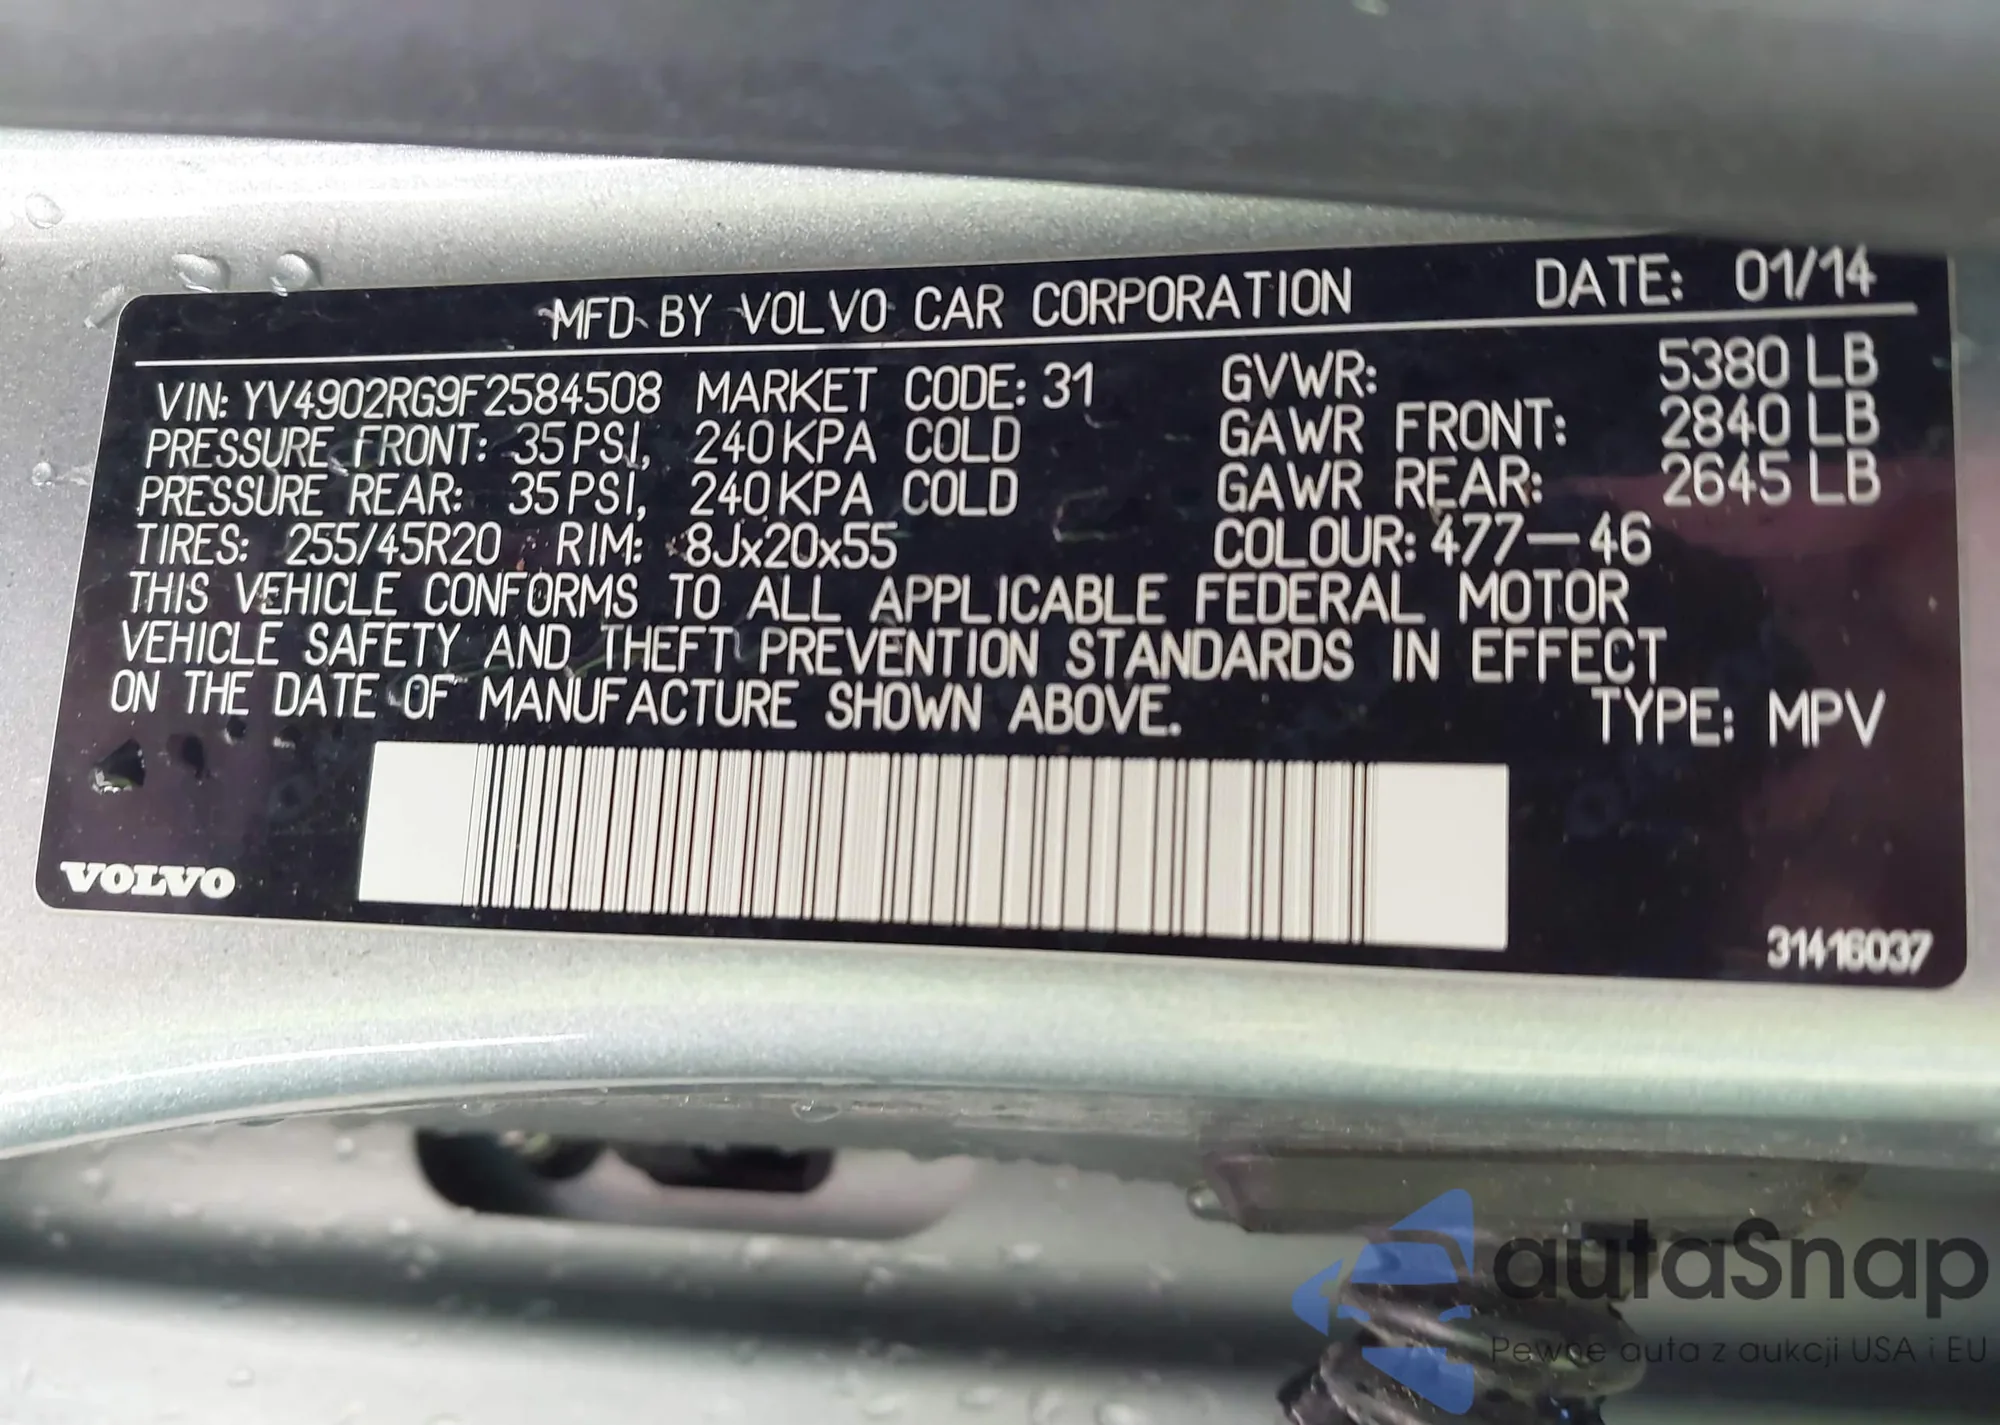 MFD BY VOLVO CAR CORPORATION DATE: 01/14
VIN: YV4902RG9F2584508 MARKET CODE: 31 GVWR: 5380 LB
PRESSURE FRONT: 35 PSI, 240 KPA COLD GAWR FRONT: 2840 LB
PRESSURE REAR: 35 PSI, 240 KPA COLD GAWR REAR: 2645 LB
TIRES: 255/45R20 RIM: 8Jx20x55 COLOUR: 477-46
THIS VEHICLE CONFORMS TO ALL APPLICABLE FEDERAL MOTOR
VEHICLE SAFETY AND THEFT PREVENTION STANDARDS IN EFFECT
ON THE DATE OF MANUFACTURE SHOWN ABOVE. TYPE: MPV
VOLVO
31416037
autaSnap
Pewne auta z aukcji USA i EU